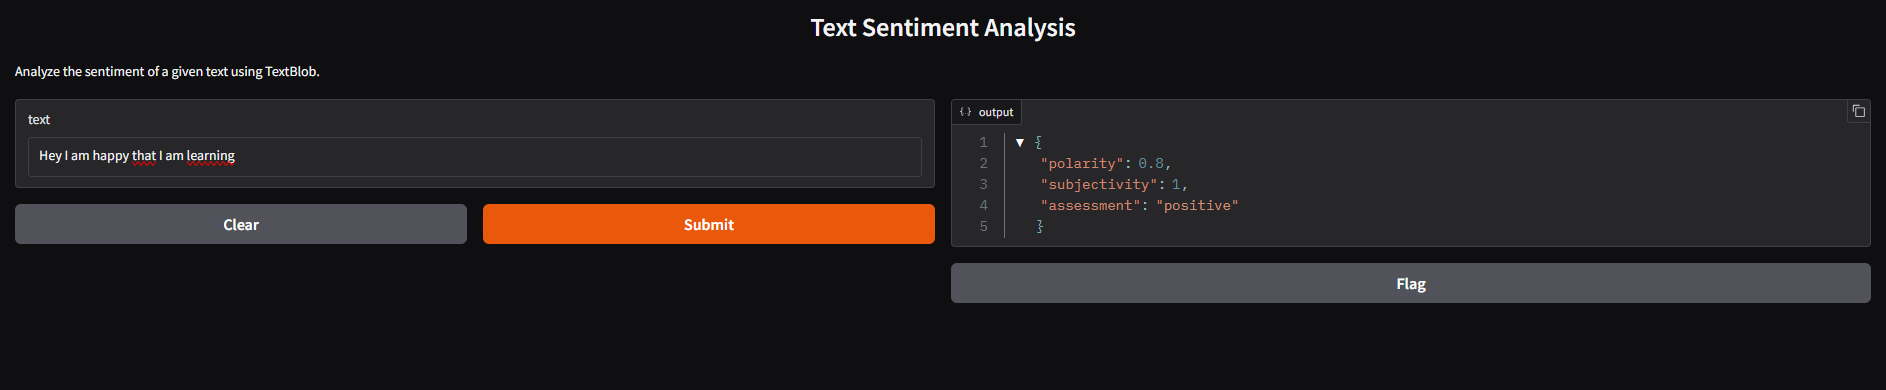 Text Sentiment Analysis
Analyze the sentiment of a given text using TextBlob.
text
Hey I am happy that I am learning
Clear
Submit
{} output
1 ▼ {
2 "polarity": 0.8,
3 "subjectivity": 1,
4 "assessment": "positive"
5 }
Flag